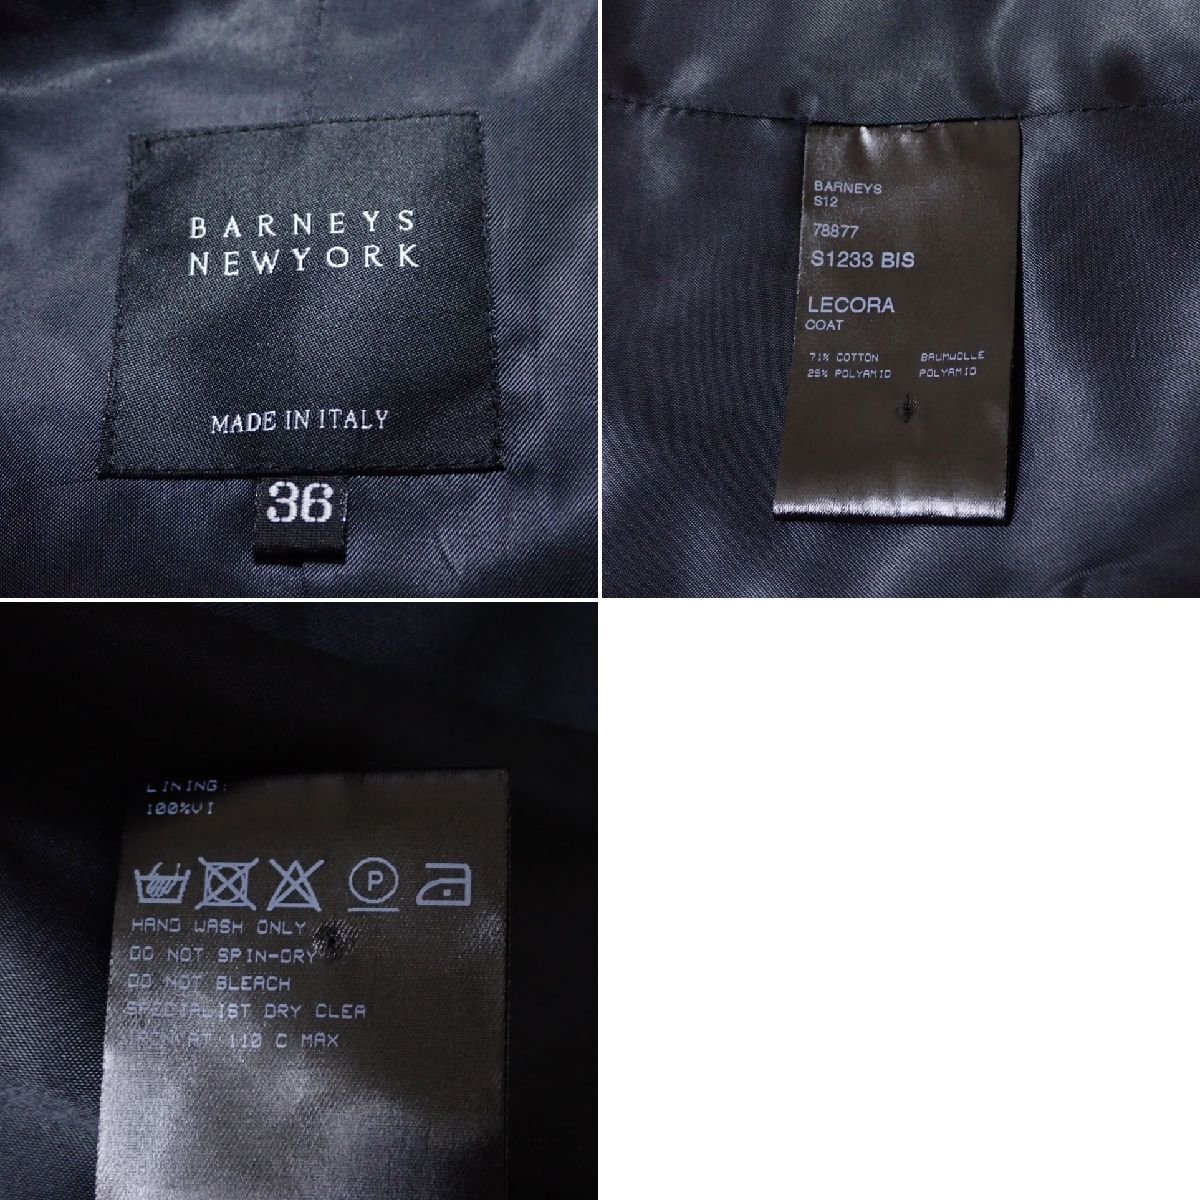 BARNEYS
NEWYORK
MADE IN ITALY
36
BARNEYS
S12
78877
S1233 BIS
LECORA
COAT
71% COTTON BAUMWOLLE
29% POLYAMID POLYAMID
LINING:
100%VI
P
HAND WASH ONLY
DO NOT SPIN-DRY
DO NOT BLEACH
SPECIALIST DRY CLEA
IRON AT 110 C MAX